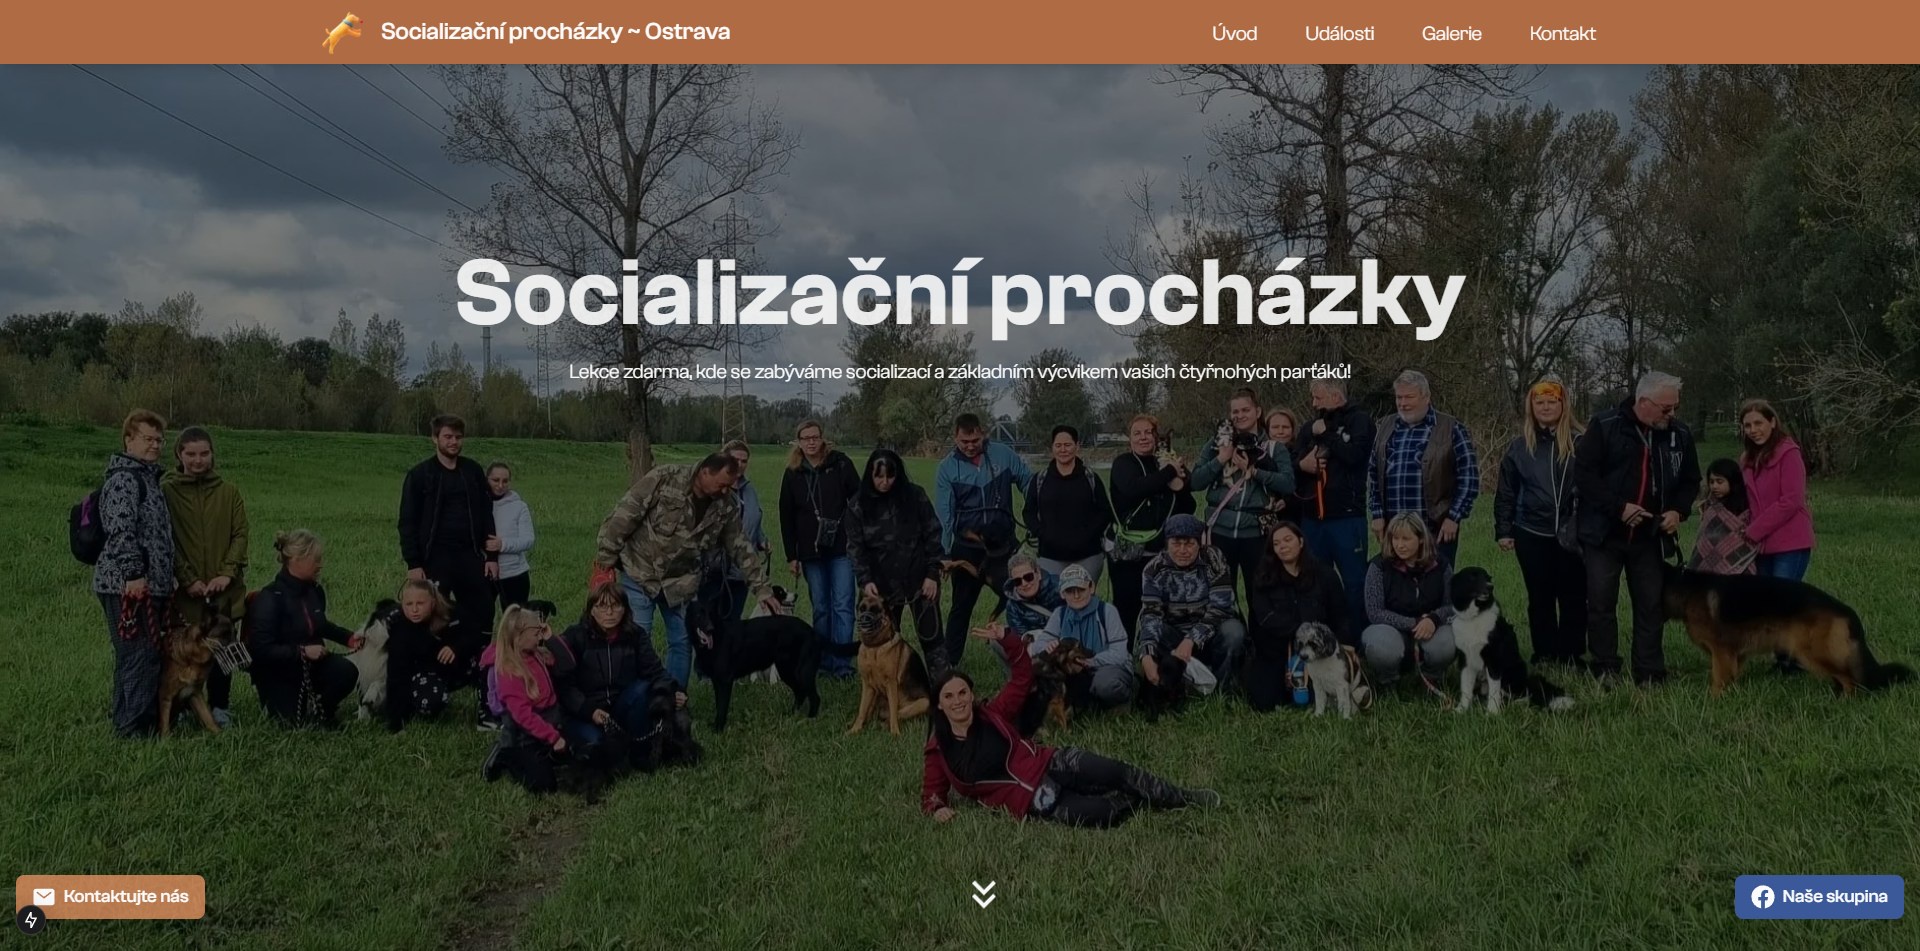 Socializační procházky ~ Ostrava
Úvod
Události
Galerie
Kontakt
Socializační procházky
Lekce zdarma, kde se zabýváme socializací a základním výcvikem vašich čtyřnohých parťáků!
Kontaktujte nás
Naše skupina